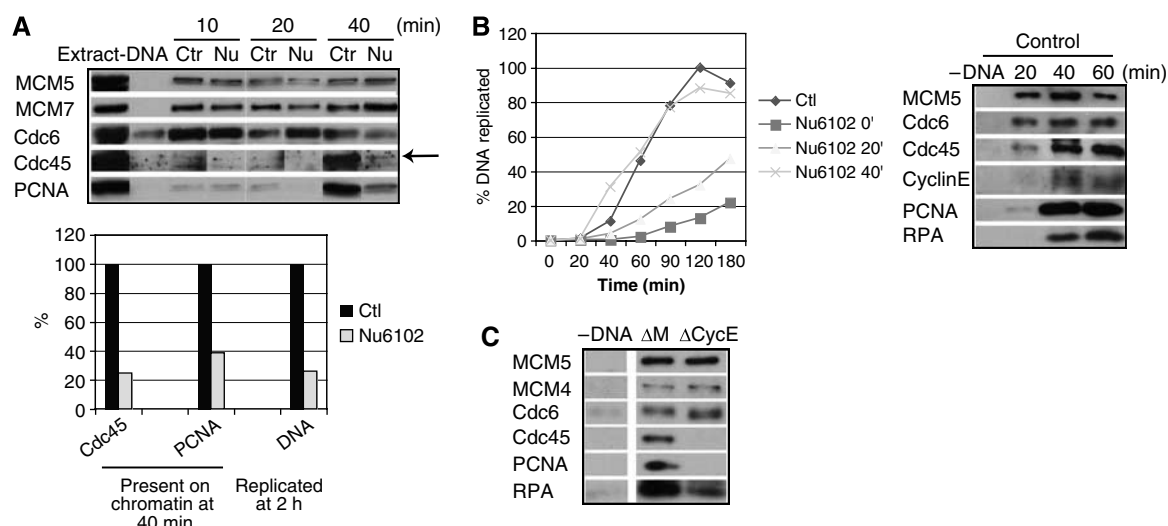 A
10 20 40 (min)
Extract-DNA Ctr Nu Ctr Nu Ctr Nu
MCM5
MCM7
Cdc6
Cdc45
PCNA
120
100
80
60
40
20
0
%
Ctl
Nu6102
Cdc45 PCNA DNA
Present on
chromatin at
40 min
Replicated
at 2 h
B
120
100
80
60
40
20
0
% DNA replicated
0 20 40 60 90 120 180
Time (min)
Ctl
Nu6102 0'
Nu6102 20'
Nu6102 40'
Control
–DNA 20 40 60 (min)
MCM5
Cdc6
Cdc45
CyclinE
PCNA
RPA
C
–DNA ΔM ΔCycE
MCM5
MCM4
Cdc6
Cdc45
PCNA
RPA